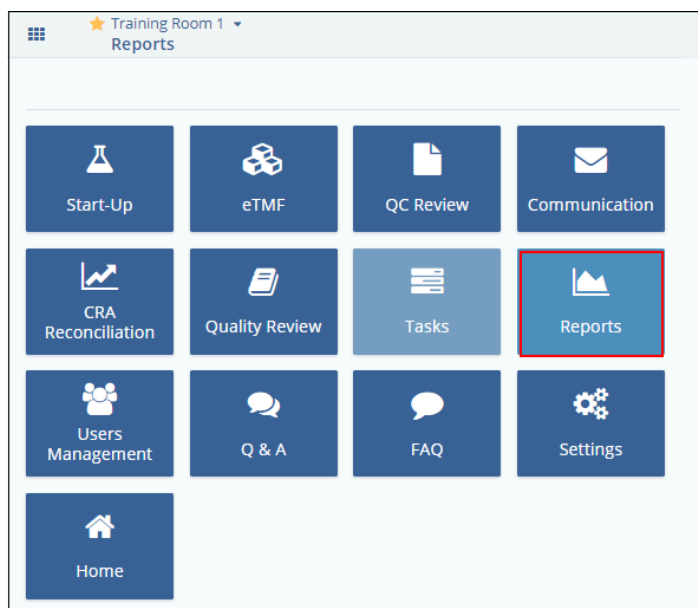 Training Room 1
Reports
Start-Up
eTMF
QC Review
Communication
CRA
Reconciliation
Quality Review
Tasks
Reports
Users
Management
Q & A
FAQ
Settings
Home